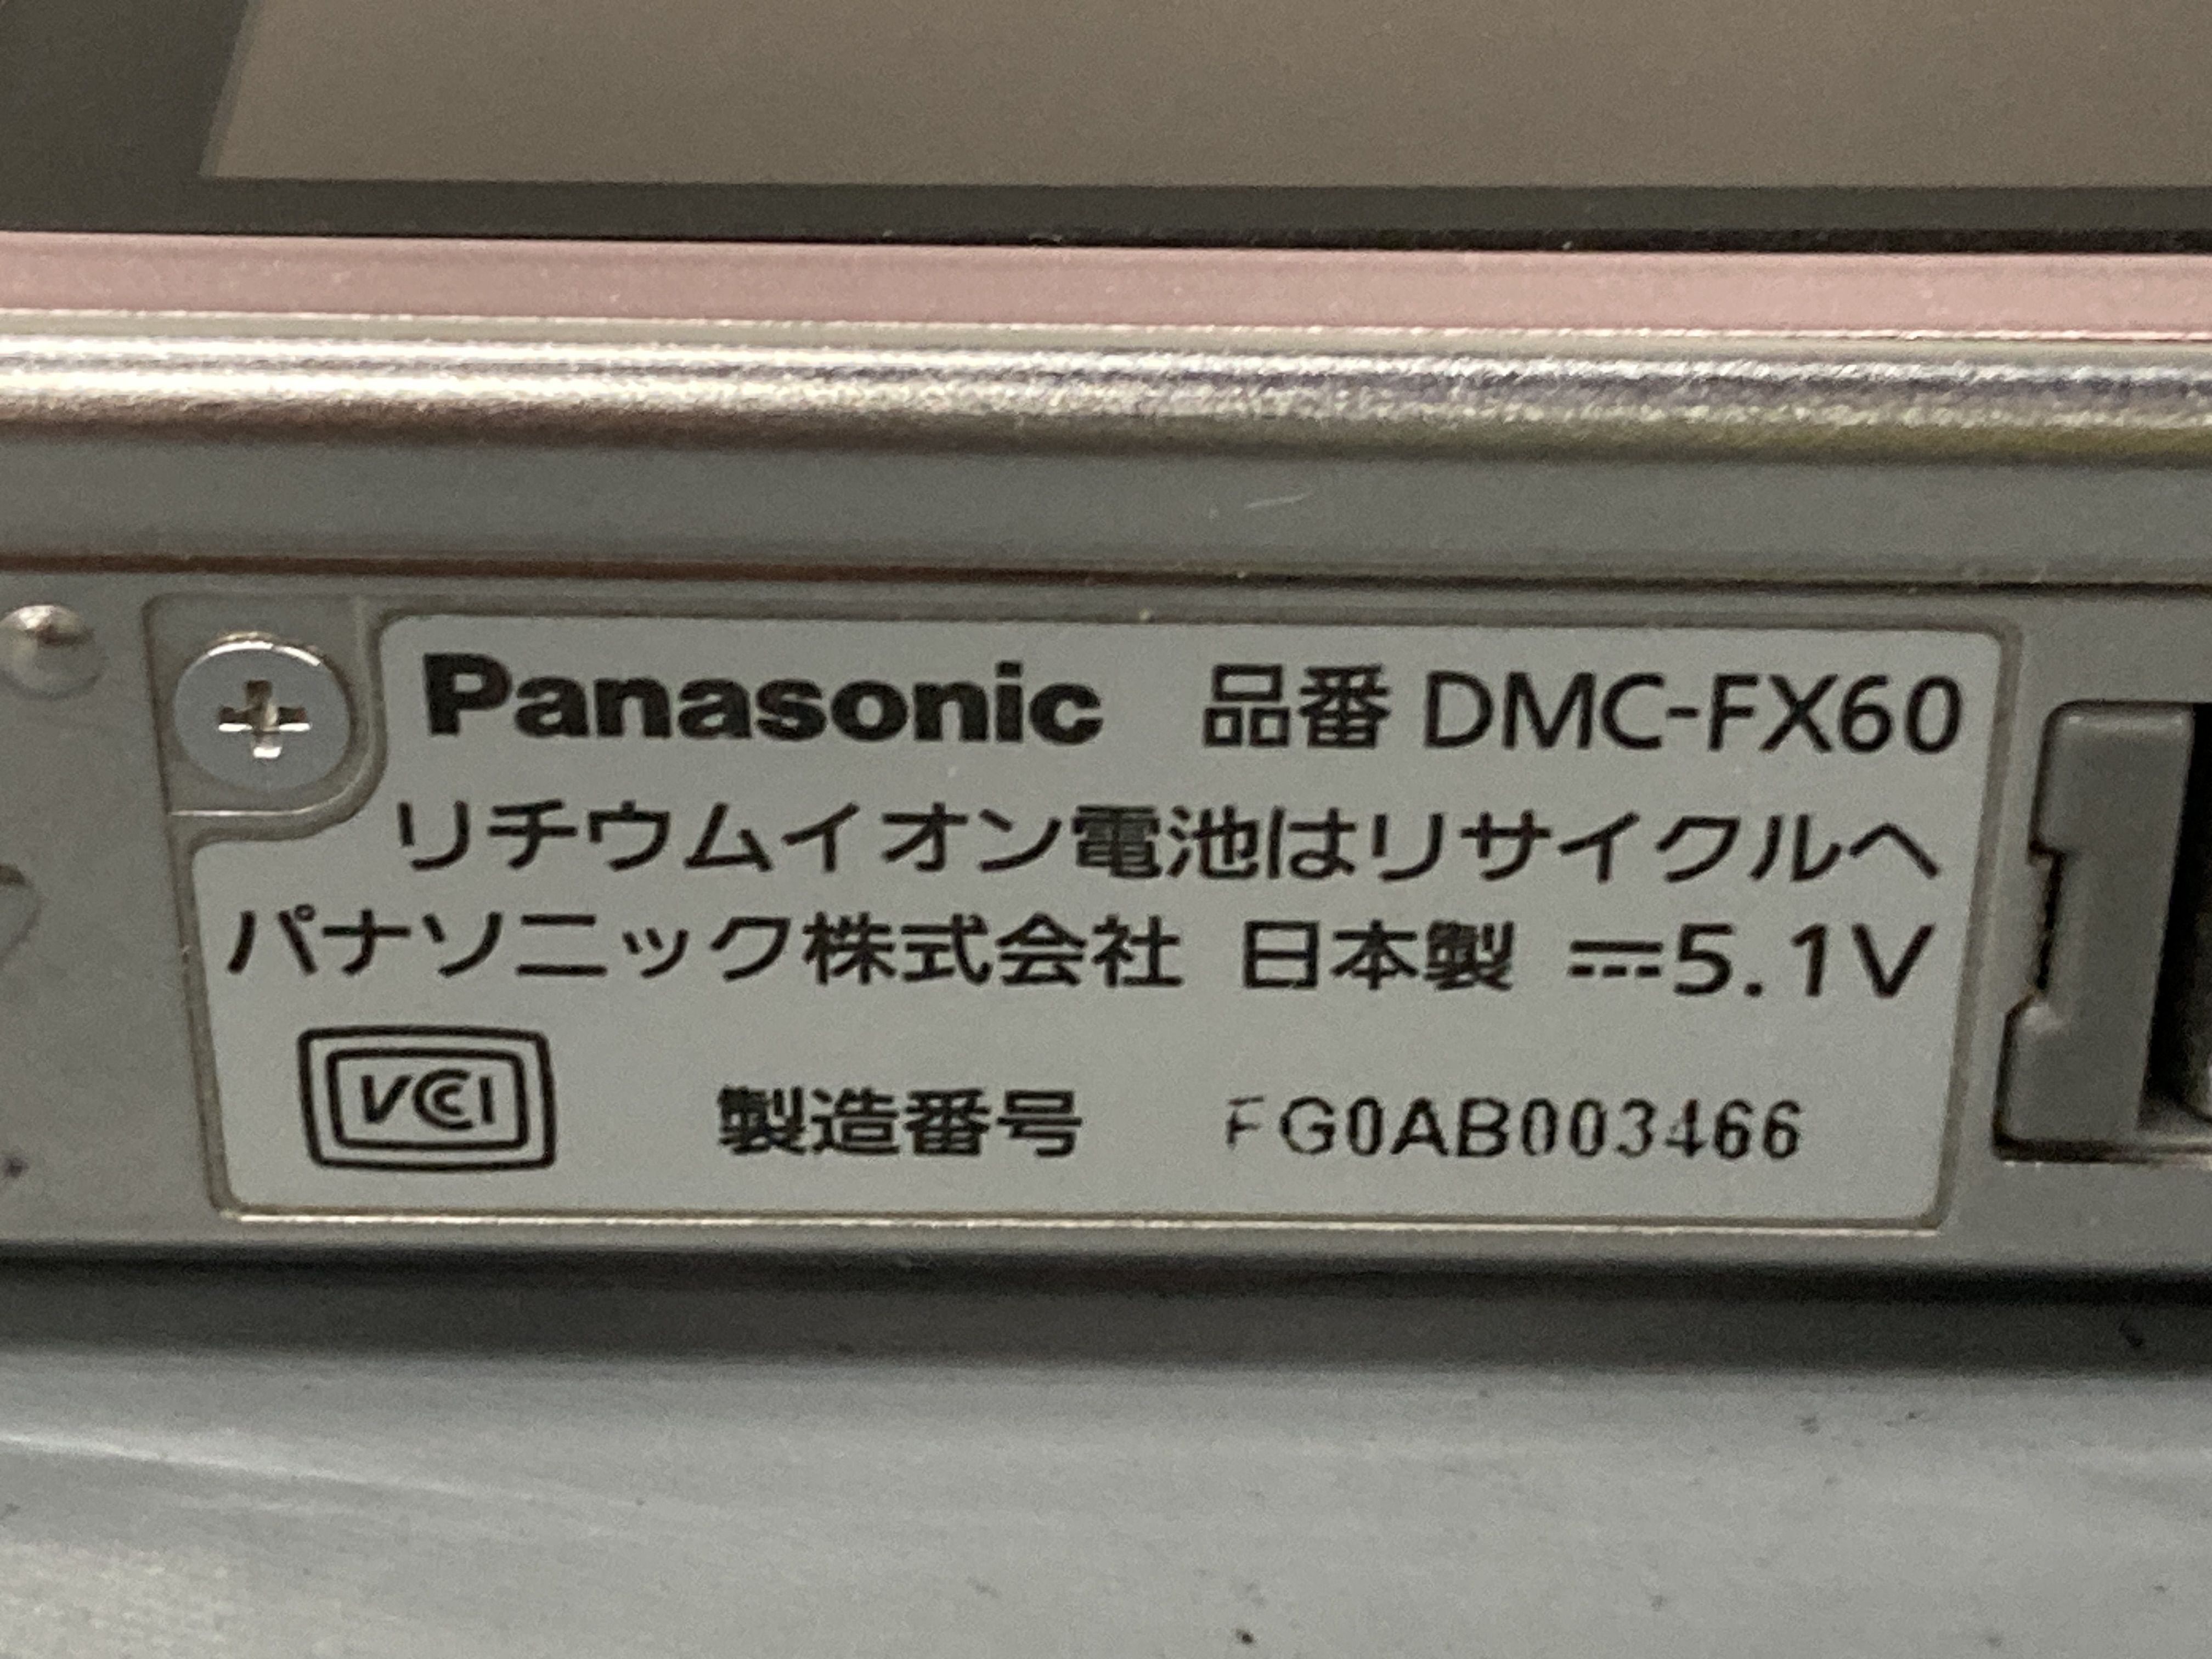 Panasonic 品番 DMC-FX60
リチウムイオン電池はリサイクルへ
パナソニック株式会社 日本製 ⎓5.1V
VCCI 製造番号 FG0AB003466